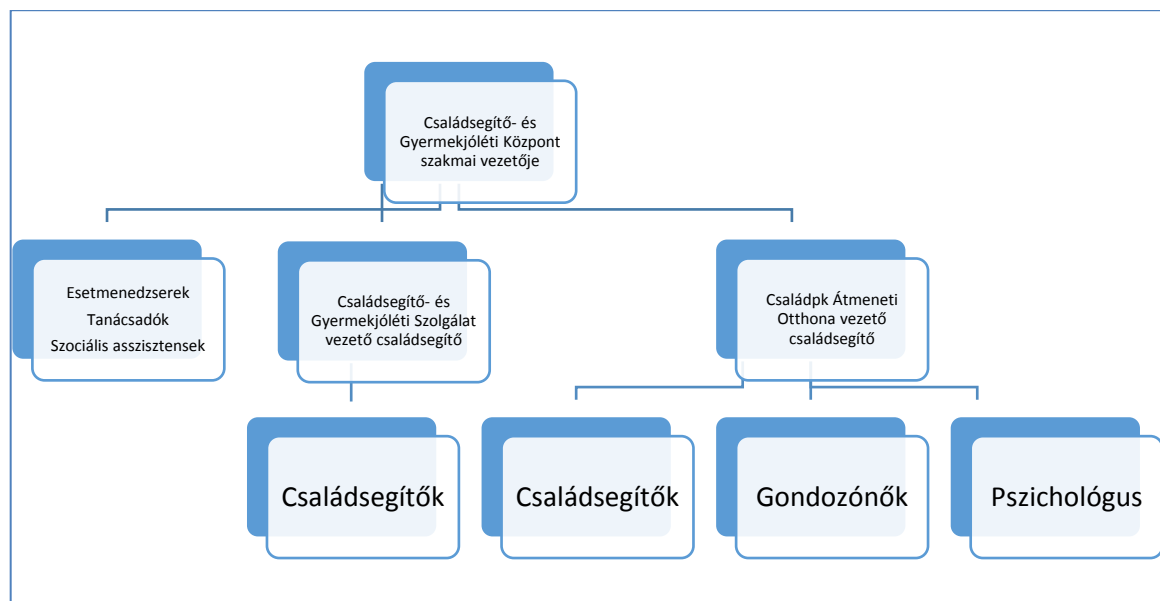 Családsegítő- és
Gyermekjóléti Központ
szakmai vezetője
Esetmenedzserek
Tanácsadók
Szociális asszisztensek
Családsegítő- és
Gyermekjóléti Szolgálat
vezető családsegítő
Családpk Átmeneti
Otthona vezető
családsegítő
Családsegítők
Családsegítők
Gondozónők
Pszichológus